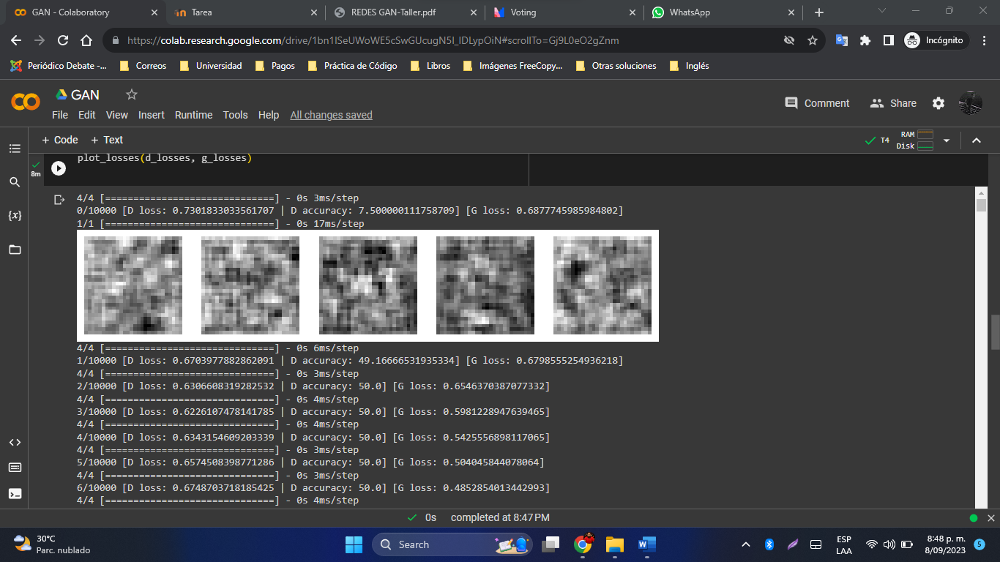 GAN - Colaboratory
Tarea
REDES GAN-Taller.pdf
Voting
WhatsApp
https://colab.research.google.com/drive/1bn1lSeUWoWE5cSwGUcugN5l_lDLypOiN#scrollTo=Gj9L0eO2gZnm
Incógnito
Periódico Debate -...
Correos
Universidad
Pagos
Práctica de Código
Libros
Imágenes FreeCopy...
Otras soluciones
Inglés
GAN
Comment
Share
File Edit View Insert Runtime Tools Help All changes saved
+ Code + Text
T4
RAM
Disk
8m
plot_losses(d_losses, g_losses)
4/4 [==============================] - 0s 3ms/step
0/10000 [D loss: 0.7301833033561707 | D accuracy: 7.500000111758709] [G loss: 0.6877745985984802]
1/1 [==============================] - 0s 17ms/step
4/4 [==============================] - 0s 6ms/step
1/10000 [D loss: 0.6703977882862091 | D accuracy: 49.16666531935334] [G loss: 0.6798555254936218]
4/4 [==============================] - 0s 3ms/step
2/10000 [D loss: 0.6306608319282532 | D accuracy: 50.0] [G loss: 0.6546370387077332]
4/4 [==============================] - 0s 4ms/step
3/10000 [D loss: 0.6226107478141785 | D accuracy: 50.0] [G loss: 0.5981228947639465]
4/4 [==============================] - 0s 4ms/step
4/10000 [D loss: 0.6343154609203339 | D accuracy: 50.0] [G loss: 0.5425556898117065]
4/4 [==============================] - 0s 3ms/step
5/10000 [D loss: 0.6574508398771286 | D accuracy: 50.0] [G loss: 0.504045844078064]
4/4 [==============================] - 0s 3ms/step
6/10000 [D loss: 0.6748703718185425 | D accuracy: 50.0] [G loss: 0.4852854013442993]
4/4 [==============================] - 0s 4ms/step
0s completed at 8:47 PM
30°C
Parc. nublado
Search
ESP
LAA
8:48 p. m.
8/09/2023
5